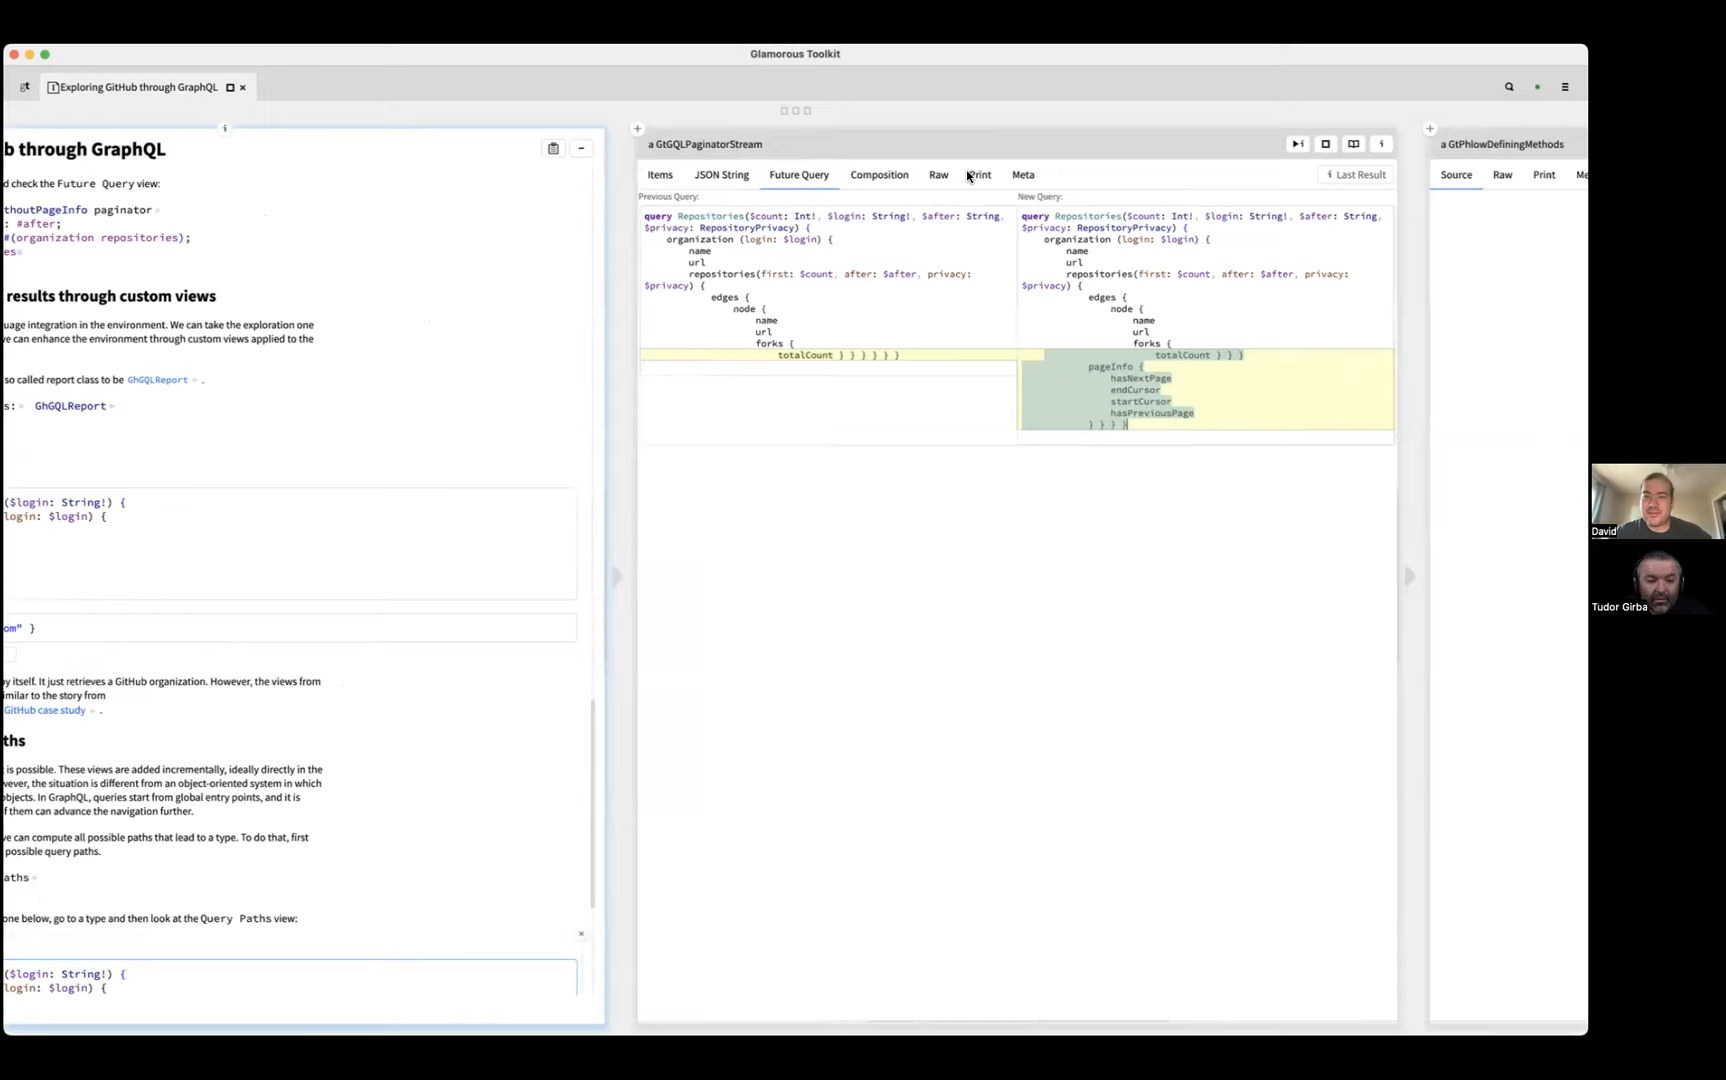 Glamorous Toolkit
gt
Exploring GitHub through GraphQL
b through GraphQL
d check the Future Query view:
thoutPageInfo paginator
: #after;
#(organization repositories);
es
results through custom views
uage integration in the environment. We can take the exploration one
we can enhance the environment through custom views applied to the
so called report class to be GhGQLReport .
s: GhGQLReport
($login: String!) {
login: $login) {
om" }
by itself. It just retrieves a GitHub organization. However, the views from
imilar to the story from
GitHub case study .
ths
is possible. These views are added incrementally, ideally directly in the
wever, the situation is different from an object-oriented system in which
objects. In GraphQL, queries start from global entry points, and it is
f them can advance the navigation further.
we can compute all possible paths that lead to a type. To do that, first
possible query paths.
aths
one below, go to a type and then look at the Query Paths view:
($login: String!) {
login: $login) {
a GtGQLPaginatorStream
Items JSON String Future Query Composition Raw Print Meta
i Last Result
Previous Query:
query Repositories($count: Int!, $login: String!, $after: String,
$privacy: RepositoryPrivacy) {
organization (login: $login) {
name
url
repositories(first: $count, after: $after, privacy:
$privacy) {
edges {
node {
name
url
forks {
totalCount } } } } } }
New Query:
query Repositories($count: Int!, $login: String!, $after: String,
$privacy: RepositoryPrivacy) {
organization (login: $login) {
name
url
repositories(first: $count, after: $after, privacy:
$privacy) {
edges {
node {
name
url
forks {
totalCount } } }
pageInfo {
hasNextPage
endCursor
startCursor
hasPreviousPage
} } } }
a GtPhlowDefiningMethods
Source Raw Print Me
David
Tudor Girba